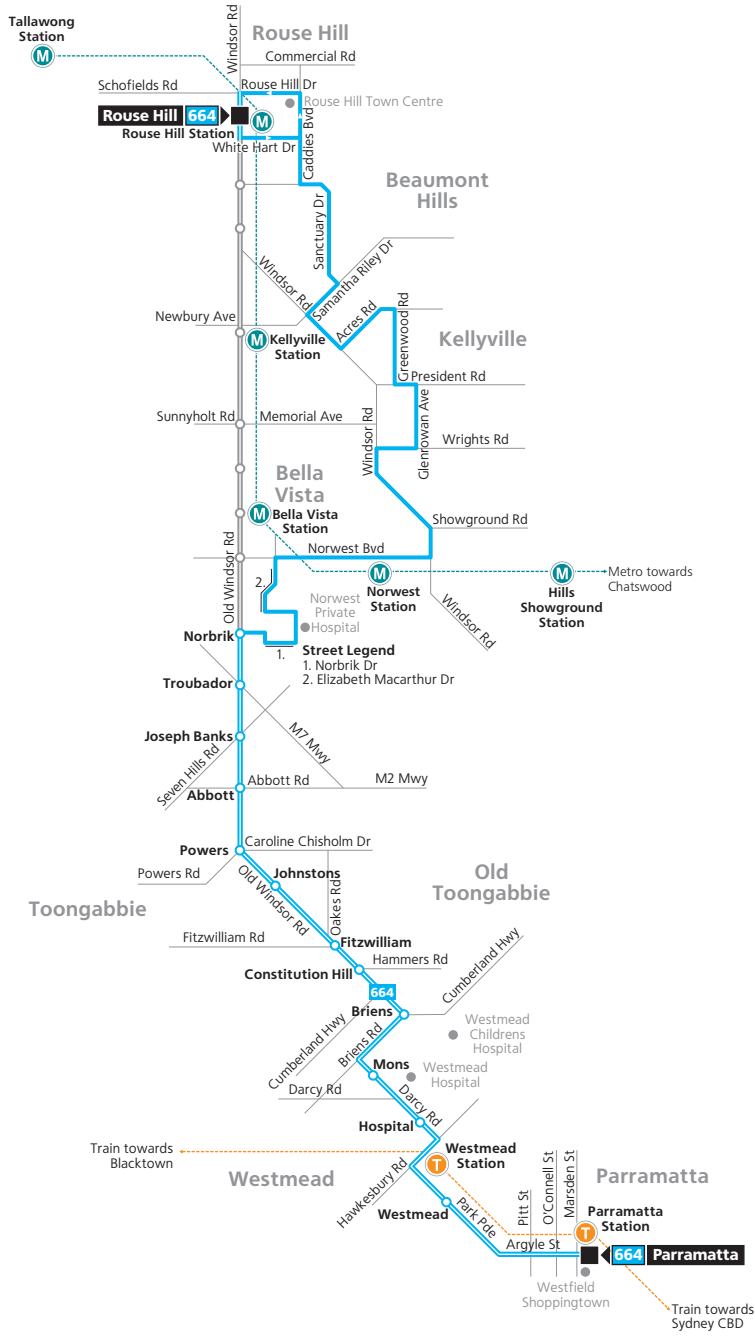 Tallawong
Station
M
Windsor Rd
Rouse Hill
Commercial Rd
Schofields Rd
Rouse Hill Dr
Rouse Hill Town Centre
Rouse Hill 664
Rouse Hill Station
M
White Hart Dr
Caddies Bvd
Beaumont
Hills
Sanctuary Dr
Windsor Rd
Samantha Riley Dr
Newbury Ave
Acres Rd
Greenwood Rd
M
Kellyville
Station
Kellyville
President Rd
Sunnyholt Rd
Memorial Ave
Windsor Rd
Glenrowan Ave
Wrights Rd
Bella
Vista
M
Bella Vista
Station
Showground Rd
Old Windsor Rd
Norwest Bvd
2.
M
Norwest
Station
M
Hills
Showground
Station
Metro towards
Chatswood
Norwest
Private
Hospital
Windsor Rd
Norbrik
1.
Street Legend
1. Norbrik Dr
2. Elizabeth Macarthur Dr
Troubador
Joseph Banks
M7 Mwy
Seven Hills Rd
Abbott
Abbott Rd
M2 Mwy
Powers
Caroline Chisholm Dr
Powers Rd
Johnstons
Old
Toongabbie
Toongabbie
Old Windsor Rd
Oakes Rd
Fitzwilliam Rd
Fitzwilliam
Constitution Hill
Hammers Rd
Cumberland Hwy
664
Briens
Cumberland Hwy
Briens Rd
Westmead
Childrens
Hospital
Mons
Westmead
Hospital
Darcy Rd
Darcy Rd
Hospital
Train towards
Blacktown
T
Westmead
Station
Westmead
Hawkesbury Rd
Westmead
Park Pde
Pitt St
O'Connell St
Marsden St
Parramatta
Parramatta
Station
T
Argyle St
664 Parramatta
Westfield
Shoppingtown
Train towards
Sydney CBD